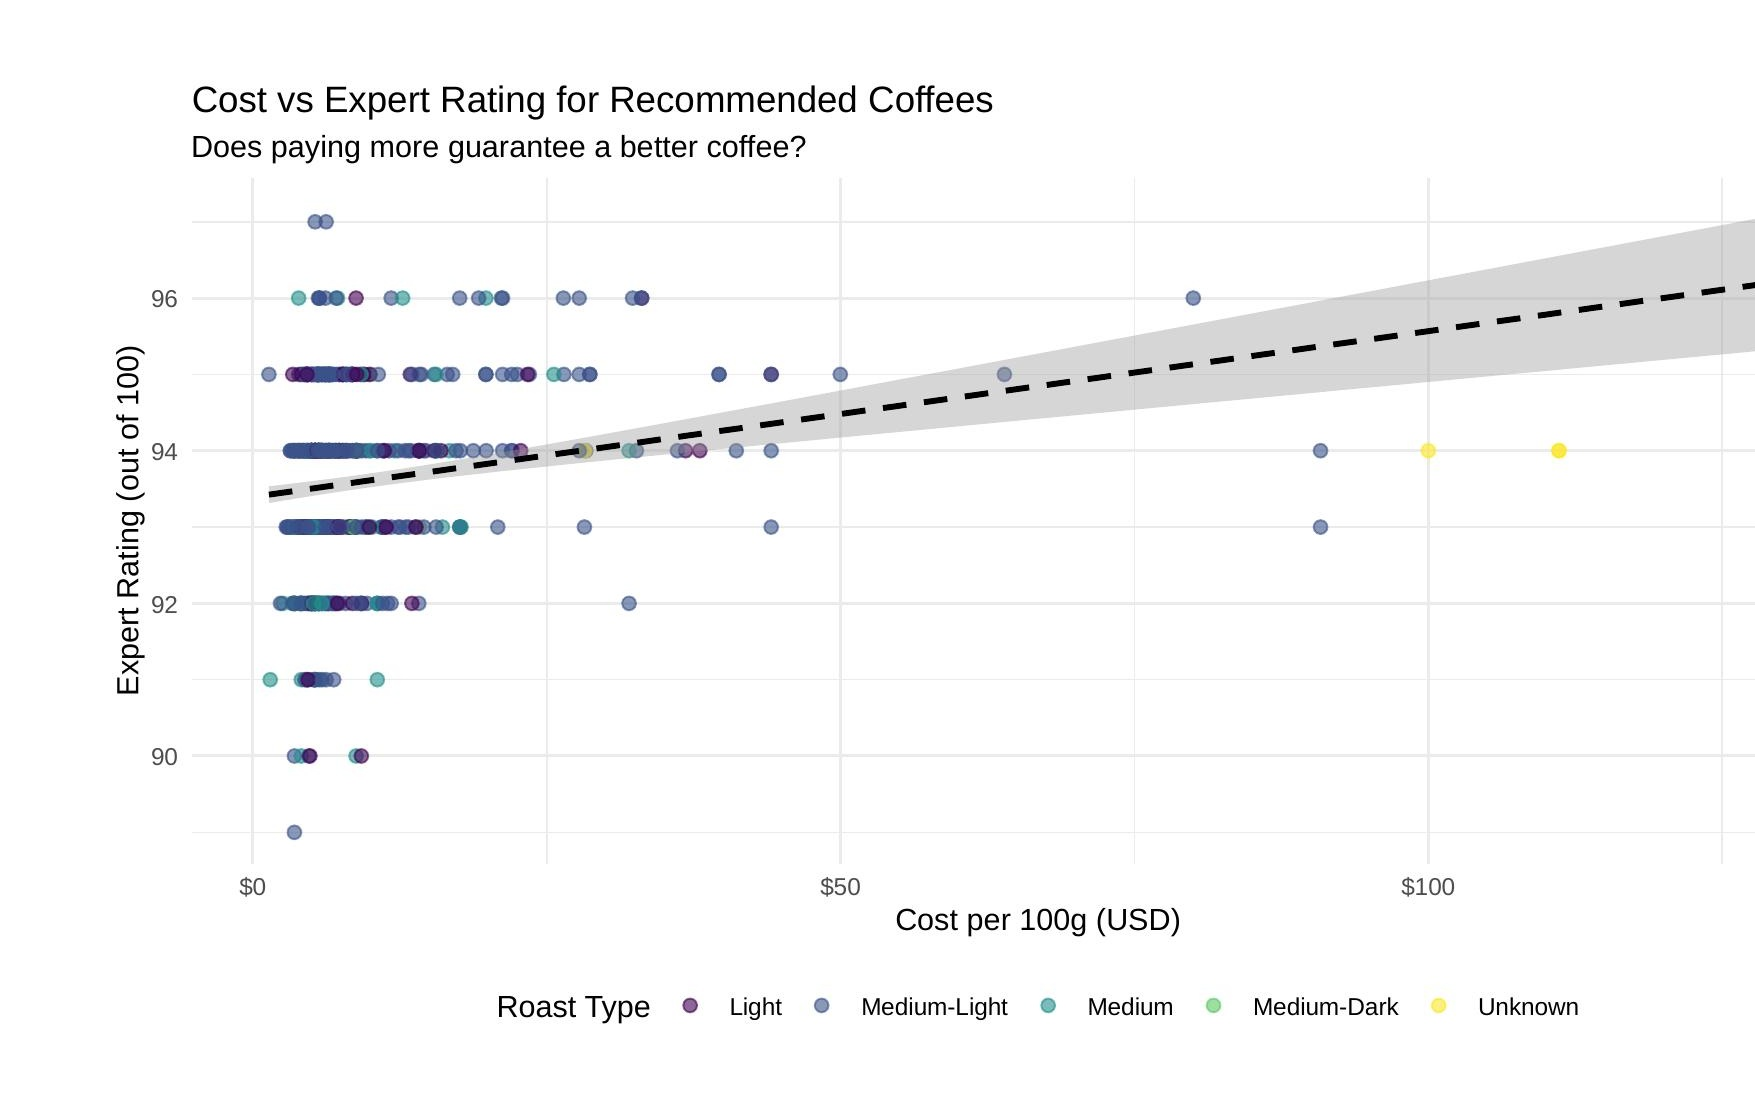 Cost vs Expert Rating for Recommended Coffees
Does paying more guarantee a better coffee?
Expert Rating (out of 100)
96
94
92
90
$0 $50 $100
Cost per 100g (USD)
Roast Type Light Medium-Light Medium Medium-Dark Unknown